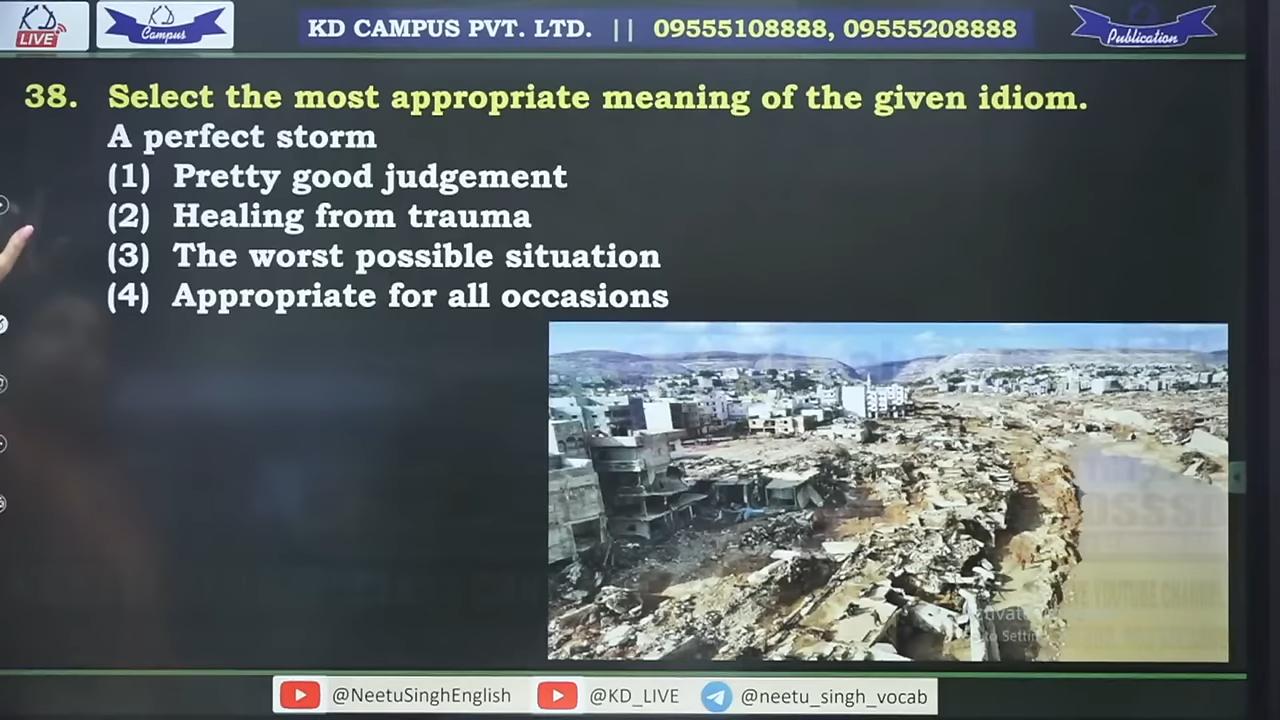 KD
LIVE
KD
Campus
KD CAMPUS PVT. LTD. || 09555108888, 09555208888
Publication
38. Select the most appropriate meaning of the given idiom.
A perfect storm
(1) Pretty good judgement
(2) Healing from trauma
(3) The worst possible situation
(4) Appropriate for all occasions
@NeetuSinghEnglish
@KD_LIVE
@neetu_singh_vocab